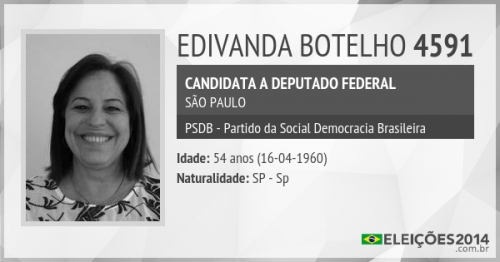 EDIVANDA BOTELHO 4591
CANDIDATA A DEPUTADO FEDERAL
SÃO PAULO
PSDB - Partido da Social Democracia Brasileira
Idade: 54 anos (16-04-1960)
Naturalidade: SP - Sp
ELEIÇÕES2014
.com.br